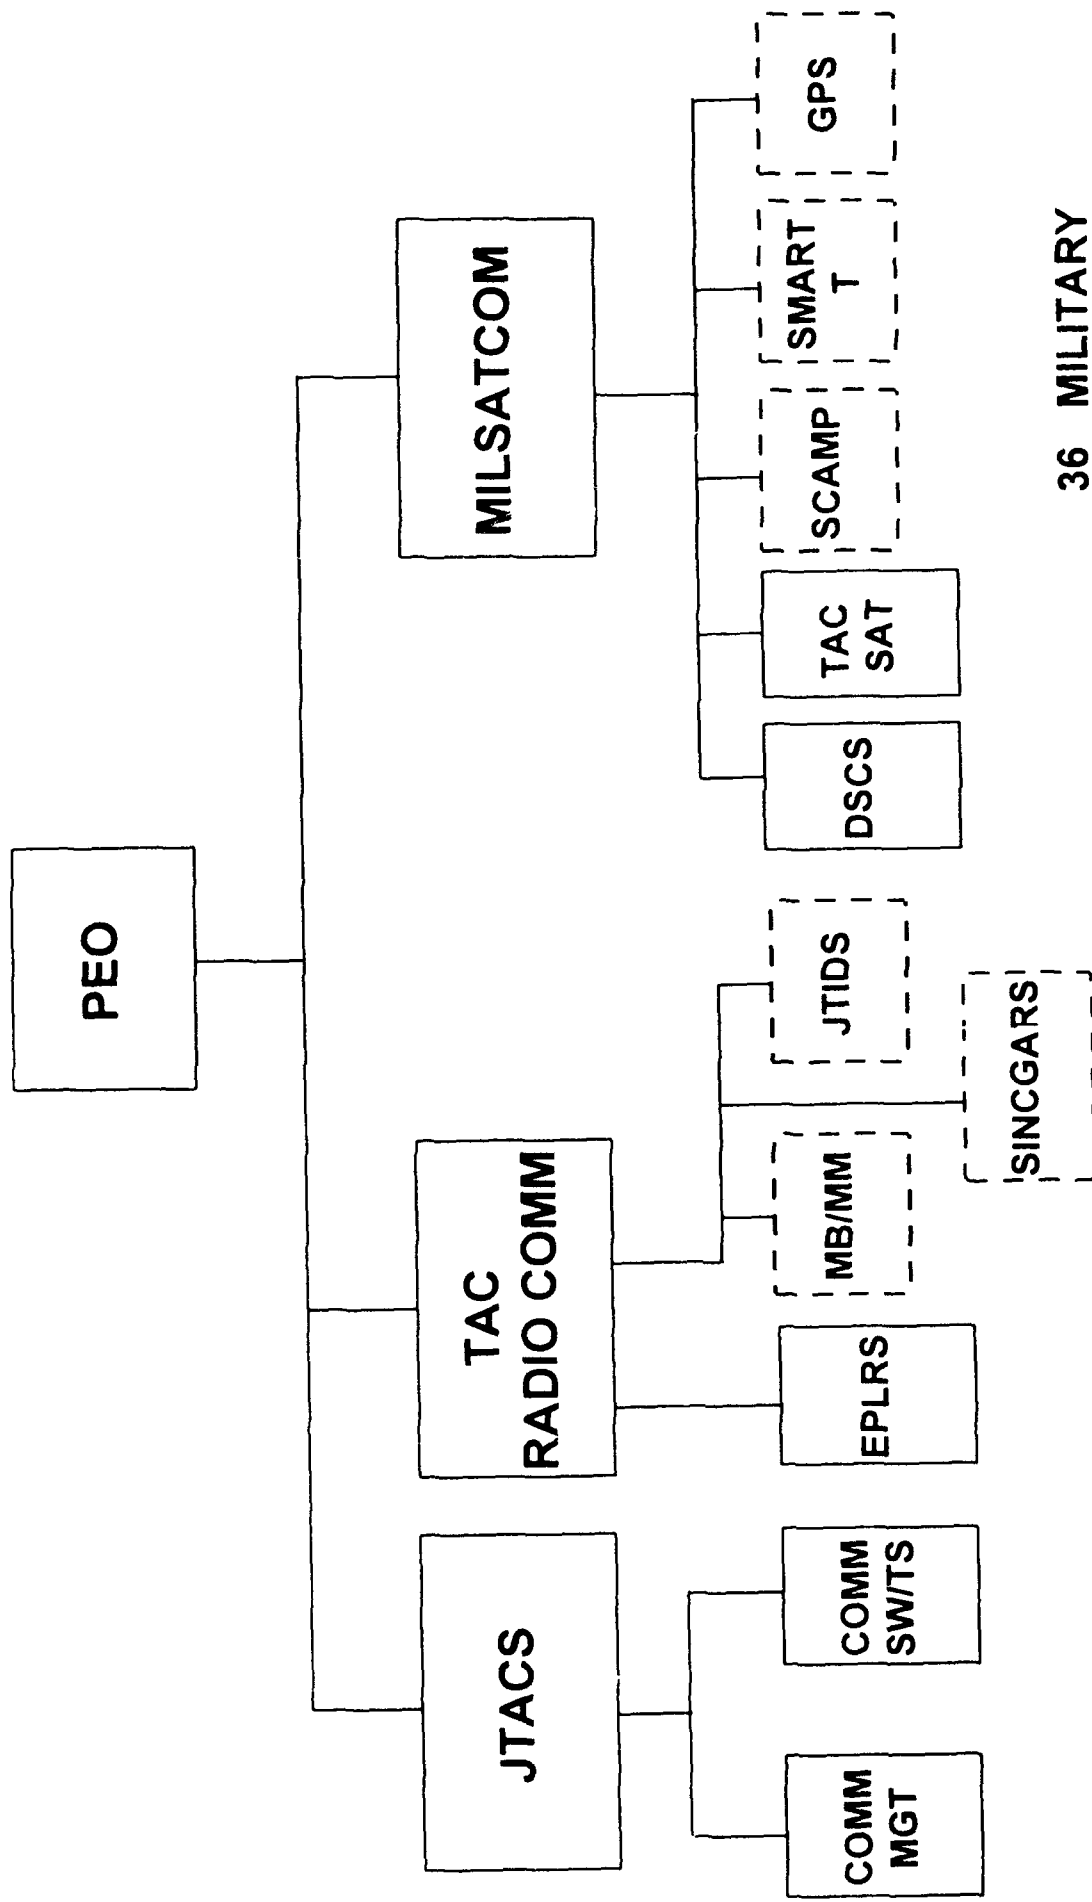 PEO
JTACS
TAC
RADIO COMM
MILSATCOM
COMM
MGT
COMM
SW/TS
EPLRS
MB/MM
JTIDS
SINCGARS
DSCS
TAC
SAT
SCAMP
SMART
T
GPS
36 MILITARY